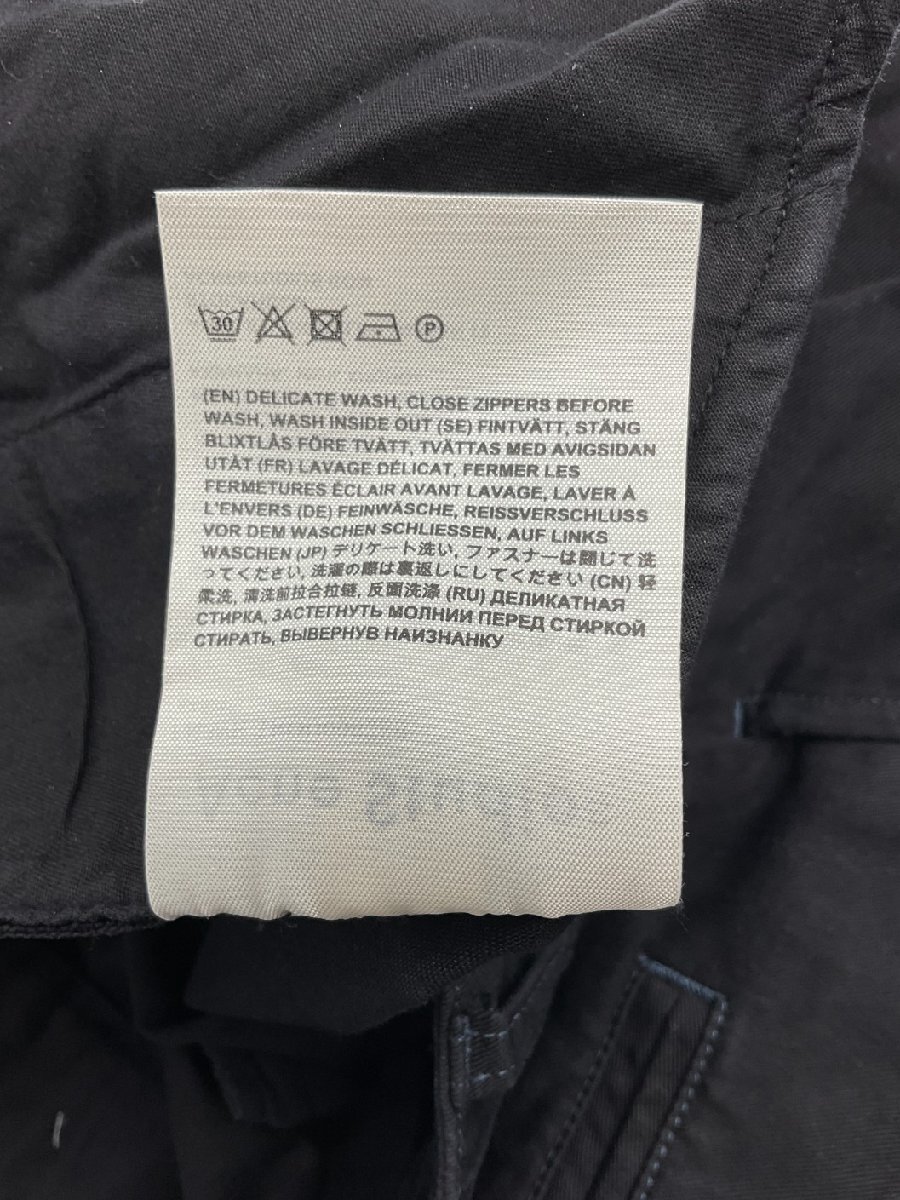 30 P
(EN) DELICATE WASH, CLOSE ZIPPERS BEFORE
WASH, WASH INSIDE OUT (SE) FINTVÄTT, STÄNG
BLIXTLÅS FÖRE TVÄTT, TVÄTTAS MED AVIGSIDAN
UTÅT (FR) LAVAGE DÉLICAT, FERMER LES
FERMETURES ÉCLAIR AVANT LAVAGE, LAVER À
L'ENVERS (DE) FEINWÄSCHE, REISSVERSCHLUSS
VOR DEM WASCHEN SCHLIESSEN, AUF LINKS
WASCHEN (JP) デリケート洗い, ファスナーは閉じて洗
ってください, 洗濯の際は裏返しにしてください (CN) 轻
柔洗, 清洗前拉合拉链, 反面洗涤 (RU) ДЕЛИКАТНАЯ
СТИРКА, ЗАСТЕГНУТЬ МОЛНИИ ПЕРЕД СТИРКОЙ
СТИРАТЬ, ВЫВЕРНУВ НАИЗНАНКУ